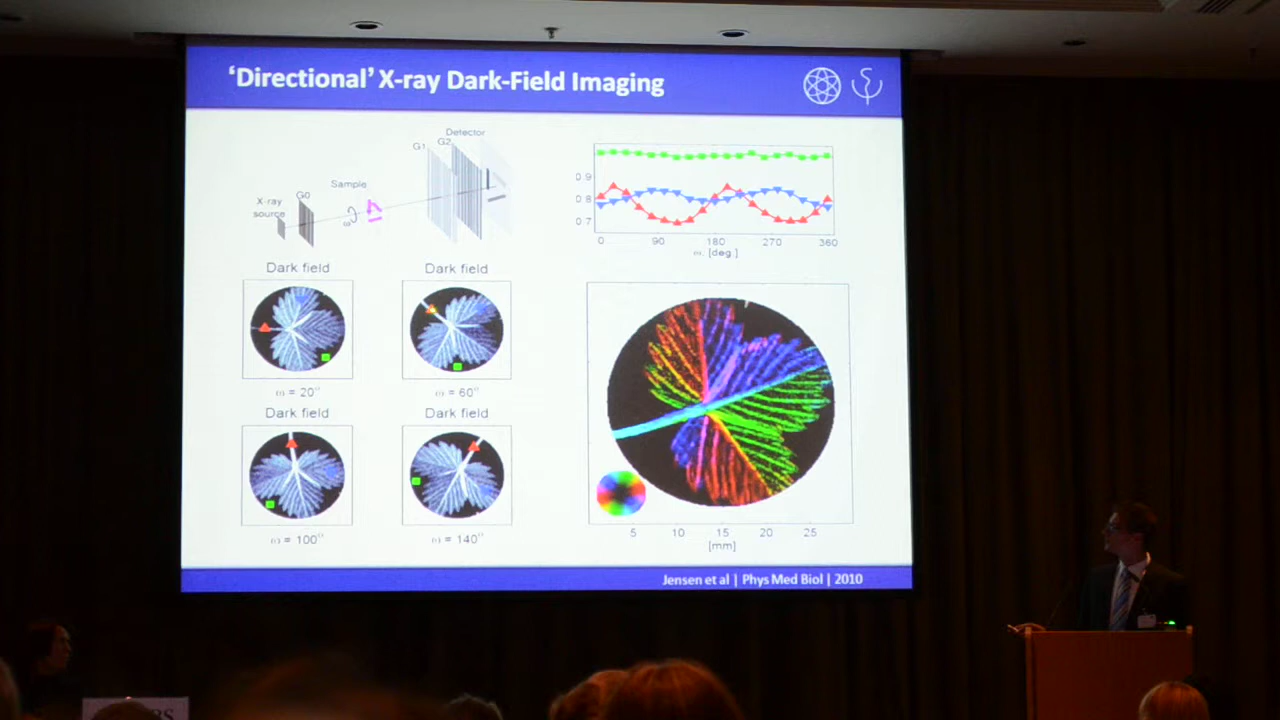 ‘Directional’ X-ray Dark-Field Imaging
Detector
G2
G1
Sample
G0
X-ray
source
ω
0.9
0.8
0.7
0 90 180 270 360
ω, [deg.]
Dark field
Dark field
ω = 20°
ω = 60°
Dark field
Dark field
ω = 100°
ω = 140°
5 10 15 20 25
[mm]
Jensen et al | Phys Med Biol | 2010